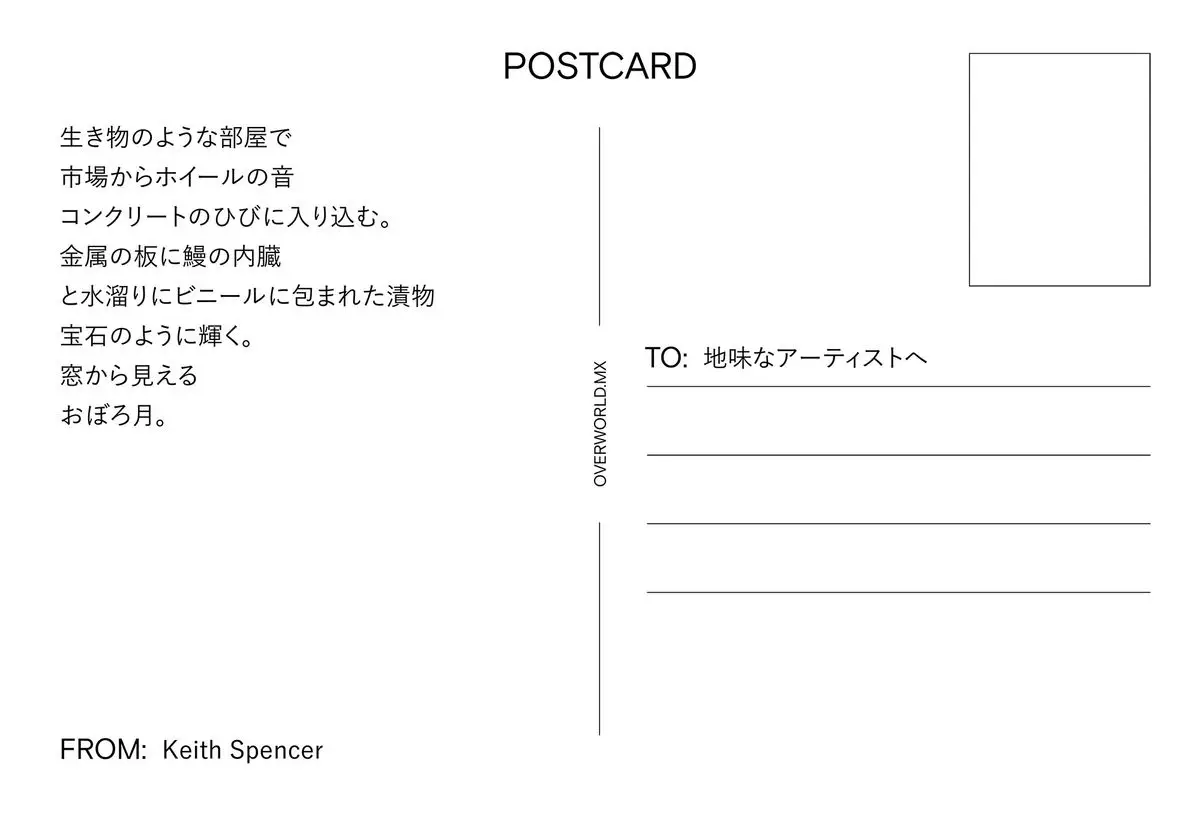 POSTCARD
生き物のような部屋で
市場からホイールの音
コンクリートのひびに入り込む。
金属の板に鰻の内臓
と水溜りにビニールに包まれた漬物
宝石のように輝く。
窓から見える
おぼろ月。
FROM: Keith Spencer
OVERWORLD.MX
TO: 地味なアーティストへ